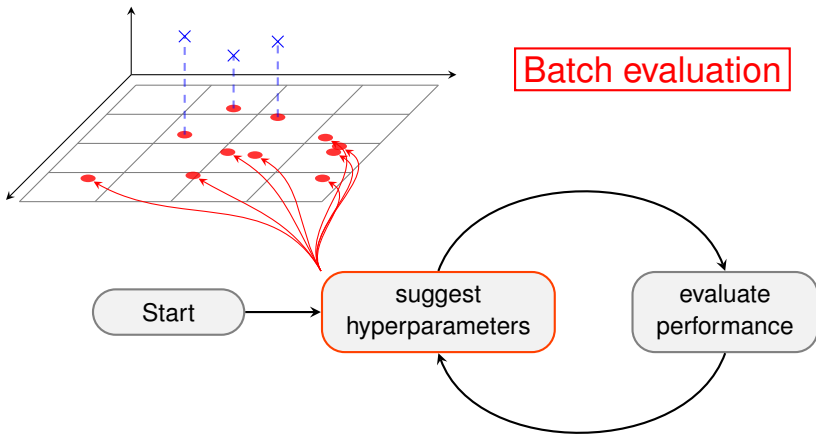 Batch evaluation
Start
suggest
hyperparameters
evaluate
performance